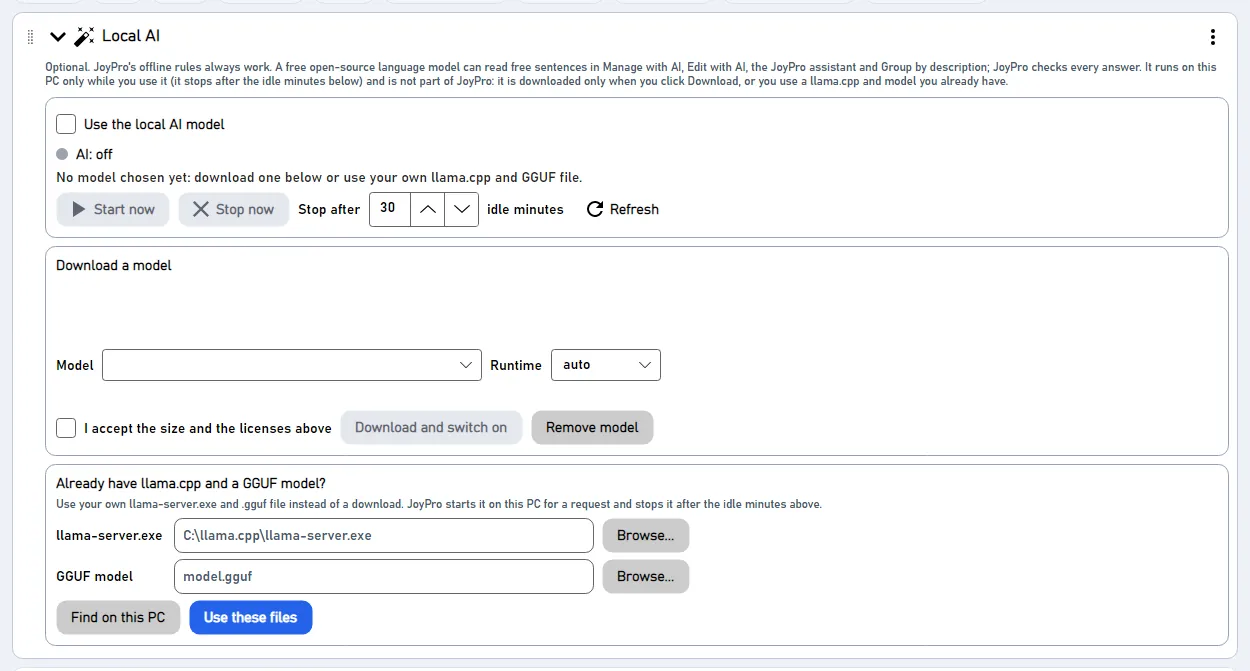 Local AI
Optional. JoyPro's offline rules always work. A free open-source language model can read free sentences in Manage with AI, Edit with AI, the JoyPro assistant and Group by description; JoyPro checks every answer. It runs on this
PC only while you use it (it stops after the idle minutes below) and is not part of JoyPro: it is downloaded only when you click Download, or you use a llama.cpp and model you already have.
Use the local AI model
AI: off
No model chosen yet: download one below or use your own llama.cpp and GGUF file.
Start now Stop now Stop after 30 idle minutes Refresh
Download a model
Model Runtime auto
I accept the size and the licenses above Download and switch on Remove model
Already have llama.cpp and a GGUF model?
Use your own llama-server.exe and .gguf file instead of a download. JoyPro starts it on this PC for a request and stops it after the idle minutes above.
llama-server.exe C:\llama.cpp\llama-server.exe Browse...
GGUF model model.gguf Browse...
Find on this PC Use these files